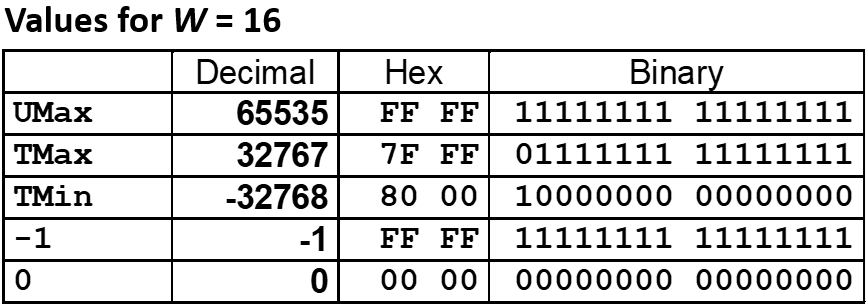 Values for W = 16
Decimal Hex Binary
UMax 65535 FF FF 11111111 11111111
TMax 32767 7F FF 01111111 11111111
TMin -32768 80 00 10000000 00000000
-1 -1 FF FF 11111111 11111111
0 0 00 00 00000000 00000000